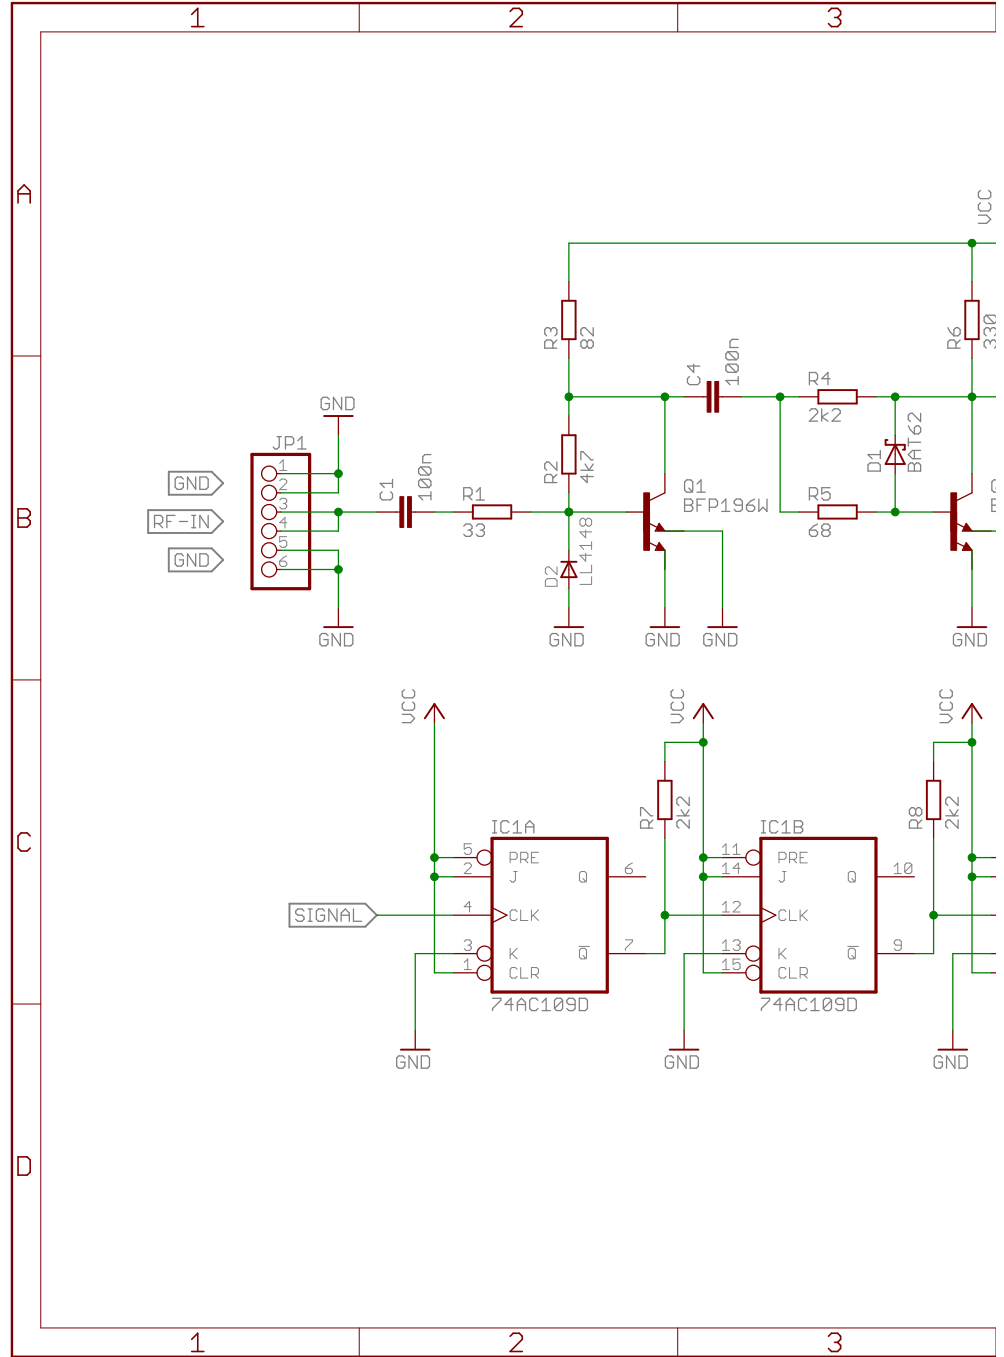 1 2 3
A
VCC
R3 82
R6 330
C4 100n
R4
2k2
GND
JP1
1
2
3
4
5
6
GND
RF-IN
GND
C1 100n
R1
33
R2 4k7
D1 BAT62
B
Q1
BFP196W
R5
68
D2 LL4148
GND
GND
GND
GND
GND
VCC
VCC
VCC
R7 2k2
R8 2k2
C
IC1A
5 PRE
2 J Q 6
SIGNAL
4 CLK
3 K Q 7
1 CLR
74AC109D
IC1B
11 PRE
14 J Q 10
12 CLK
13 K Q 9
15 CLR
74AC109D
GND
GND
GND
D
1 2 3